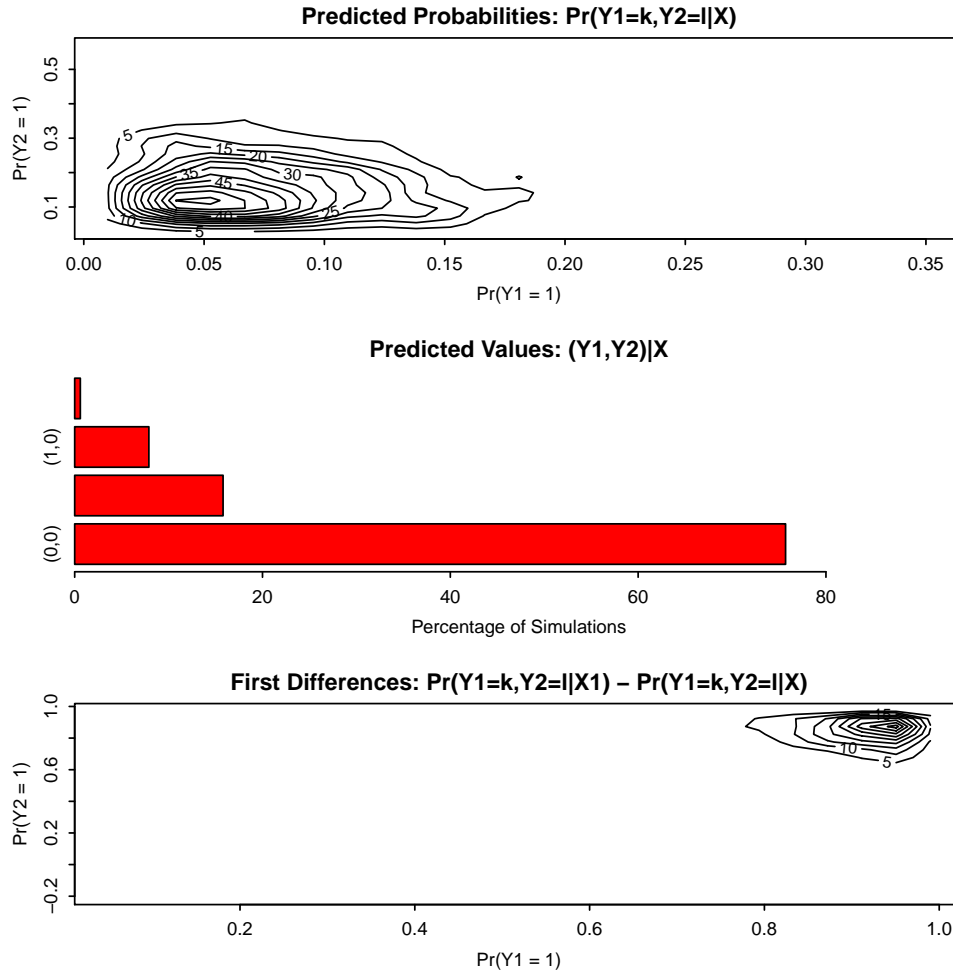 Predicted Probabilities: Pr(Y1=k,Y2=l|X)
Pr(Y2 = 1)
0.5
0.3
0.1
5
15
20
35
30
45
40
25
10
5
0.00 0.05 0.10 0.15 0.20 0.25 0.30 0.35
Pr(Y1 = 1)
Predicted Values: (Y1,Y2)|X
(1,0)
(0,0)
0 20 40 60 80
Percentage of Simulations
First Differences: Pr(Y1=k,Y2=l|X1) − Pr(Y1=k,Y2=l|X)
Pr(Y2 = 1)
1.0
0.6
0.2
−0.2
15
10
5
0.2 0.4 0.6 0.8 1.0
Pr(Y1 = 1)